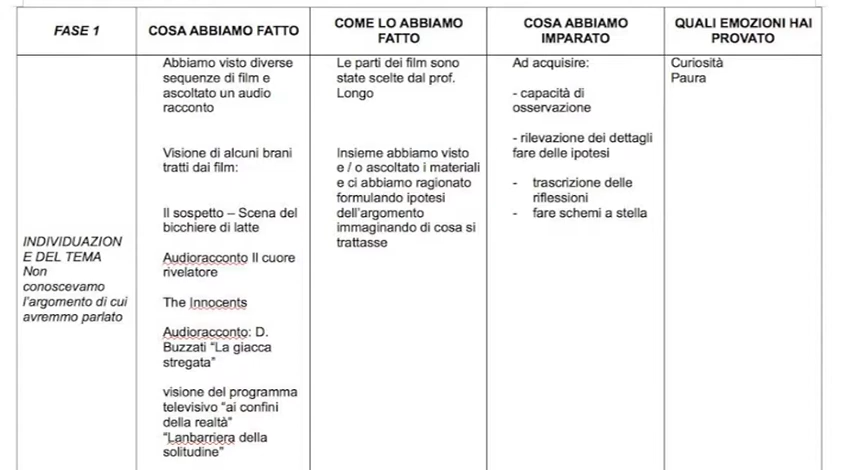 FASE 1
COSA ABBIAMO FATTO
COME LO ABBIAMO
FATTO
COSA ABBIAMO
IMPARATO
QUALI EMOZIONI HAI
PROVATO
INDIVIDUAZION
E DEL TEMA
Non
conoscevamo
l'argomento di cui
avremmo parlato
Abbiamo visto diverse
sequenze di film e
ascoltato un audio
racconto
Visione di alcuni brani
tratti dai film:
Il sospetto – Scena del
bicchiere di latte
Audioracconto Il cuore
rivelatore
The Innocents
Audioracconto: D.
Buzzati “La giacca
stregata”
visione del programma
televisivo “ai confini
della realtà”
“Lanbarriera della
solitudine”
Le parti dei film sono
state scelte dal prof.
Longo
Insieme abbiamo visto
e / o ascoltato i materiali
e ci abbiamo ragionato
formulando ipotesi
dell'argomento
immaginando di cosa si
trattasse
Ad acquisire:
- capacità di
osservazione
- rilevazione dei dettagli
fare delle ipotesi
- trascrizione delle
riflessioni
- fare schemi a stella
Curiosità
Paura